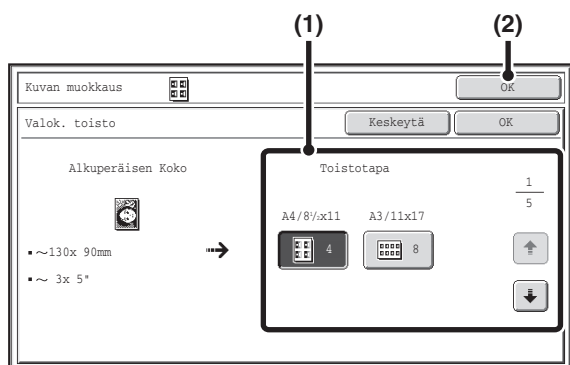 (1) (2)
Kuvan muokkaus OK
Valok. toisto Keskeytä OK
Alkuperäisen Koko Toistotapa
1
5
A4/8½x11 A3/11x17
4 8
▪~130x 90mm
▪~ 3x 5"